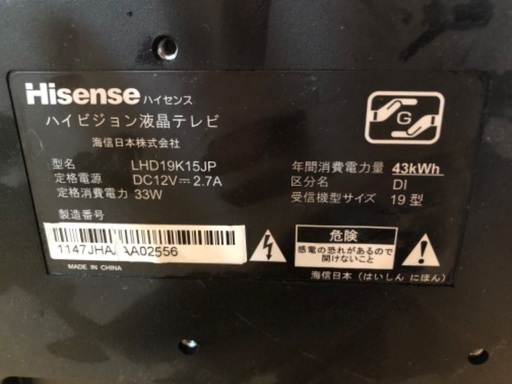 Hisense ハイセンス
ハイビジョン液晶テレビ
海信日本株式会社
型名 LHD19K15JP
定格電源 DC12V⎓2.7A
定格消費電力 33W
製造番号
1147JHAJAA02556
MADE IN CHINA
G
年間消費電力量 43kWh
区分名 DI
受信機型サイズ 19 型
危険
感電の恐れがあるので
開けないこと
海信日本（はいしん にほん）